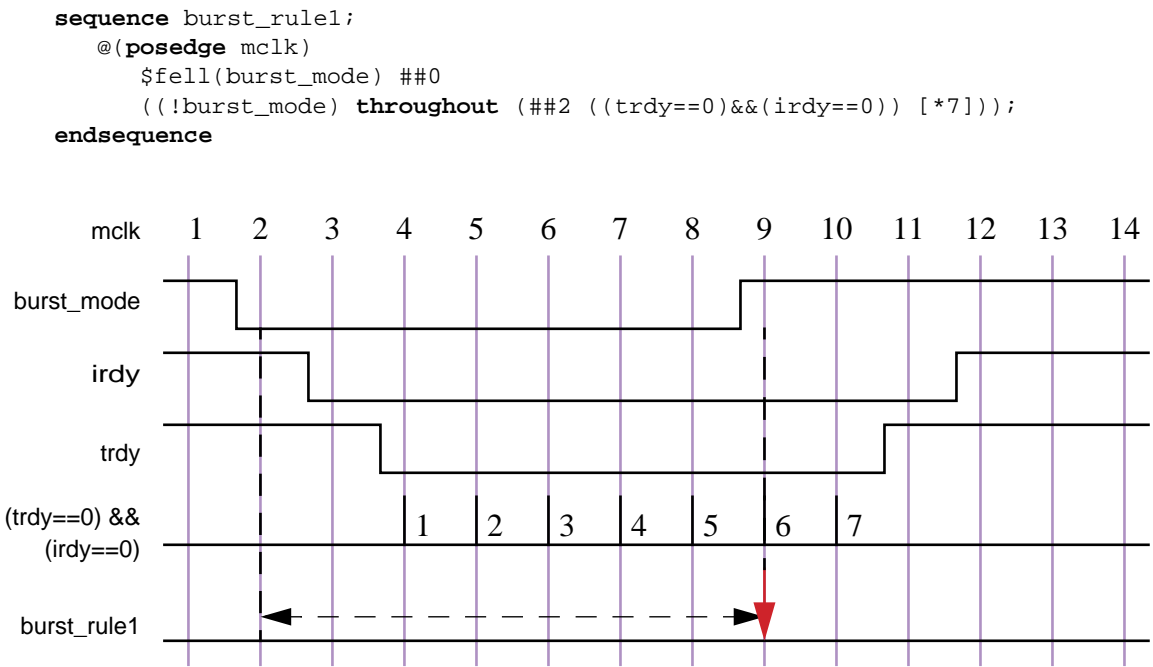 sequence burst_rule1;
@(posedge mclk)
$fell(burst_mode) ##0
((!burst_mode) throughout (##2 ((trdy==0)&&(irdy==0)) [*7]));
endsequence
mclk 1 2 3 4 5 6 7 8 9 10 11 12 13 14
burst_mode
irdy
trdy
(trdy==0) &&
(irdy==0)
1 2 3 4 5 6 7
burst_rule1